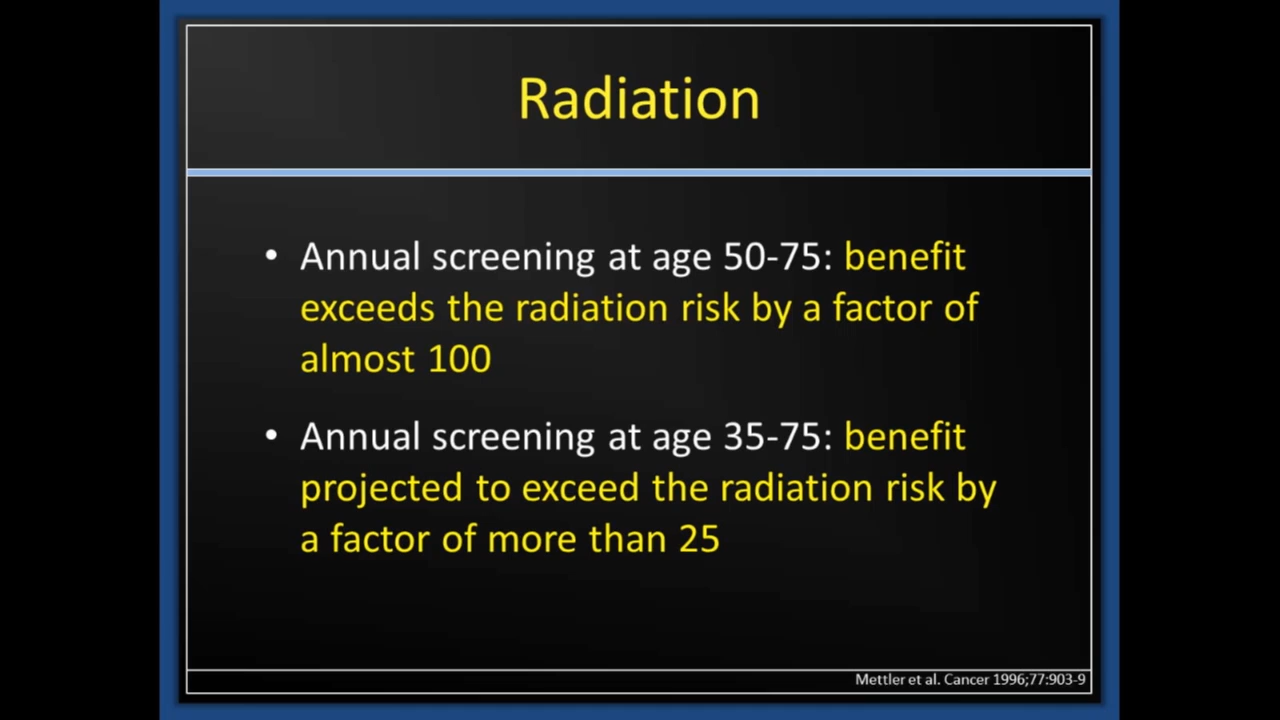 Radiation
• Annual screening at age 50-75: benefit
exceeds the radiation risk by a factor of
almost 100
• Annual screening at age 35-75: benefit
projected to exceed the radiation risk by
a factor of more than 25
Mettler et al. Cancer 1996;77:903-9